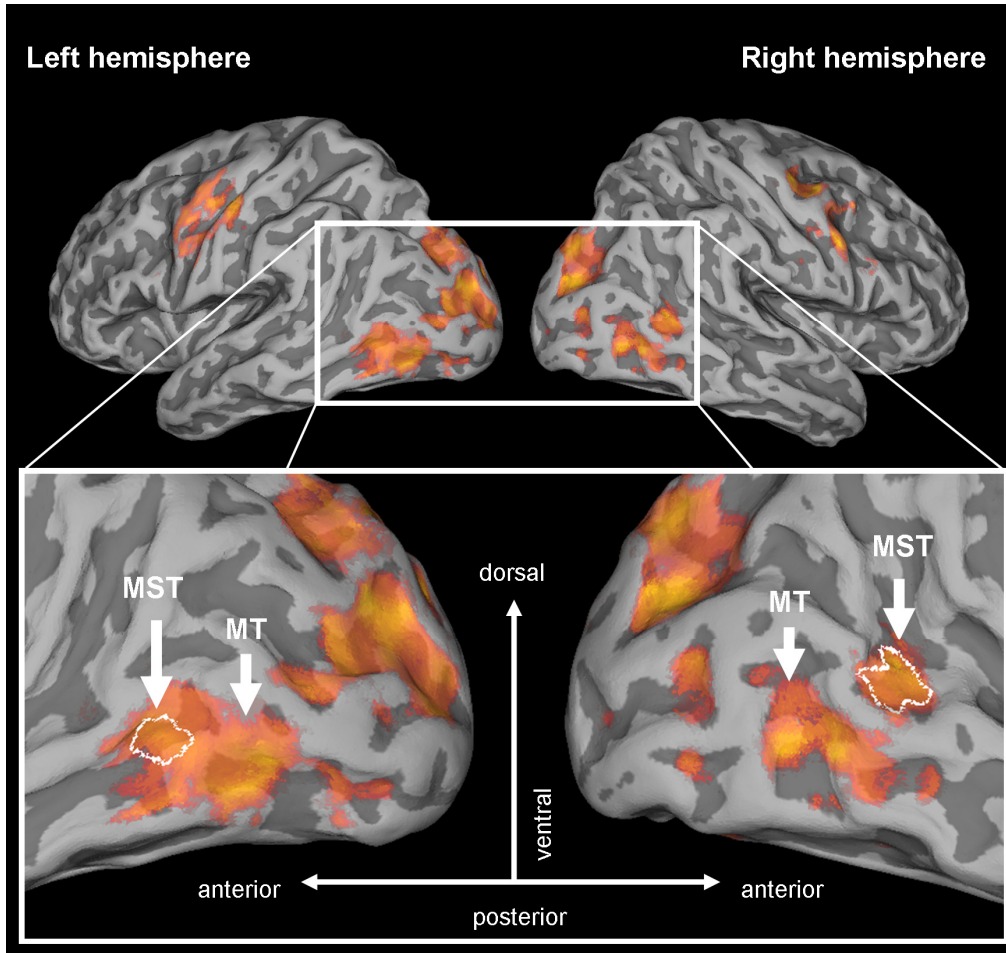 Left hemisphere
Right hemisphere
MST
MT
dorsal
MT
MST
ventral
anterior
anterior
posterior